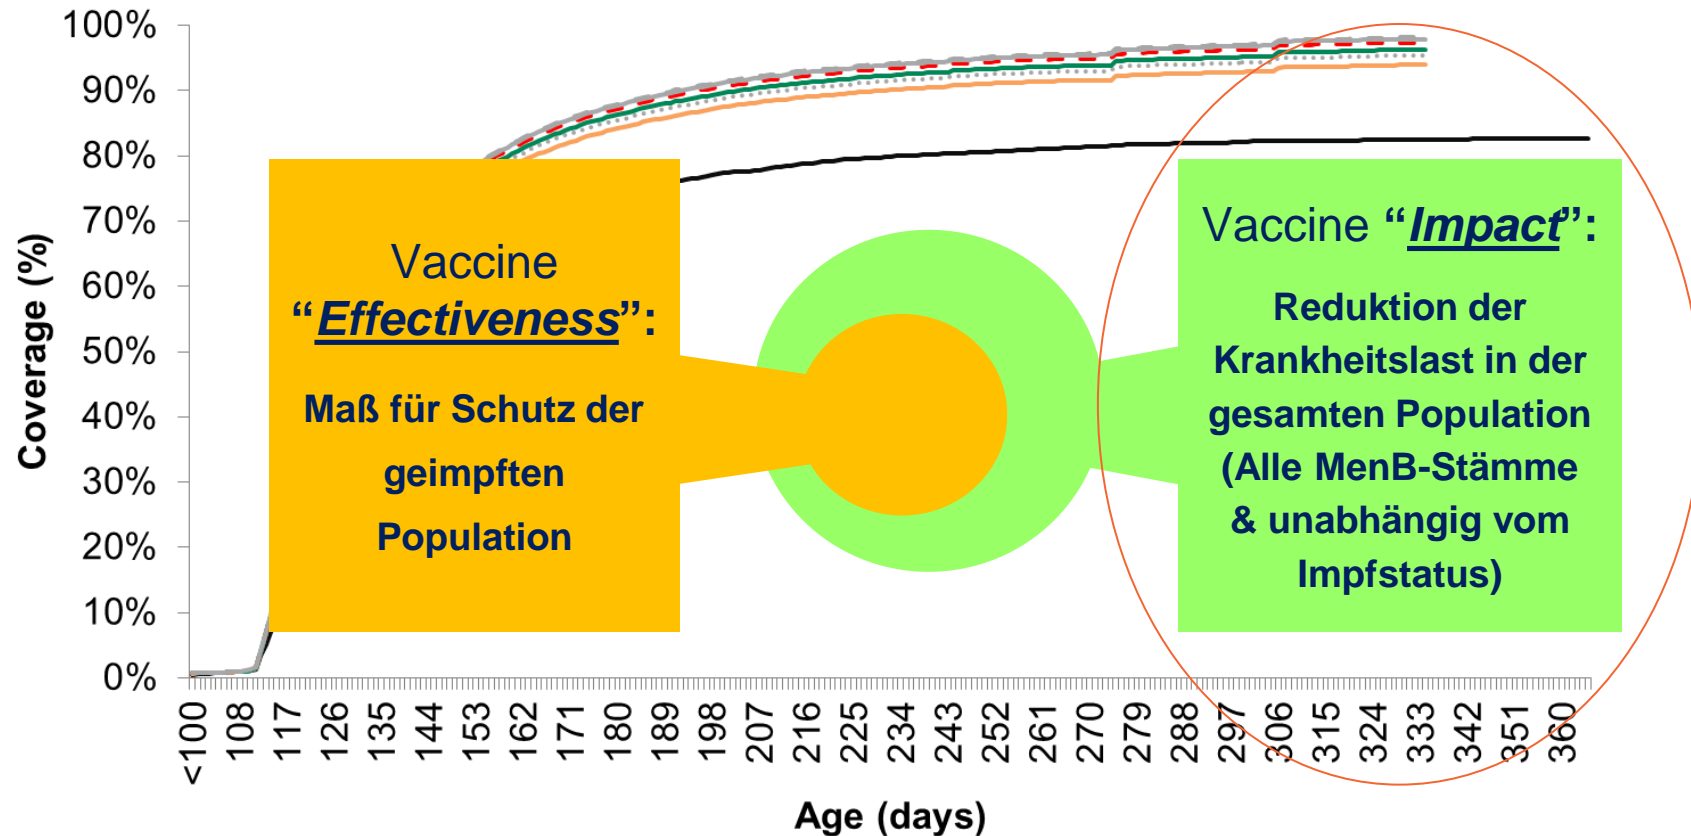 100%
90%
80%
70%
60%
50%
40%
30%
20%
10%
0%
Coverage (%)
Vaccine
“Effectiveness”:
Maß für Schutz der
geimpften
Population
Vaccine “Impact”:
Reduktion der
Krankheitslast in der
gesamten Population
(Alle MenB-Stämme
& unabhängig vom
Impfstatus)
<100
108
117
126
135
144
153
162
171
180
189
198
207
216
225
234
243
252
261
270
279
288
297
306
315
324
333
342
351
360
Age (days)